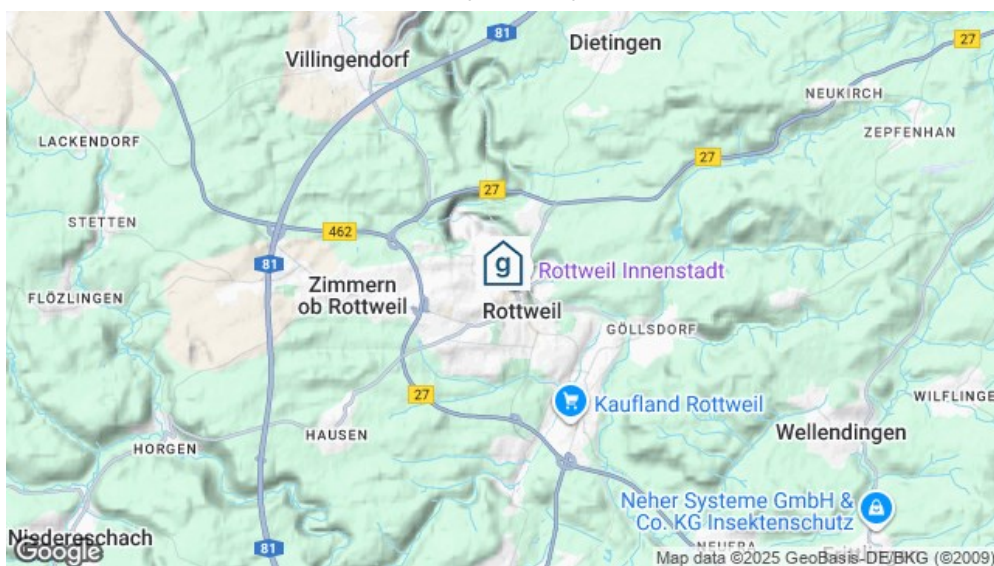 81
27
Dietingen
Villingendorf
NEUKIRCH
ZEPFENHAN
LACKENDORF
27
27
STETTEN
462
81
g
Rottweil Innenstadt
Zimmern
ob Rottweil
FLÖZLINGEN
Rottweil
GÖLLSDORF
27
Kaufland Rottweil
WILFLINGE
HAUSEN
Wellendingen
HORGEN
Neher Systeme GmbH &
Co. KG Insektenschutz
Niedereschach
Google
81
NEUFRA
Map data ©2025 GeoBasis-DE/BKG (©2009)